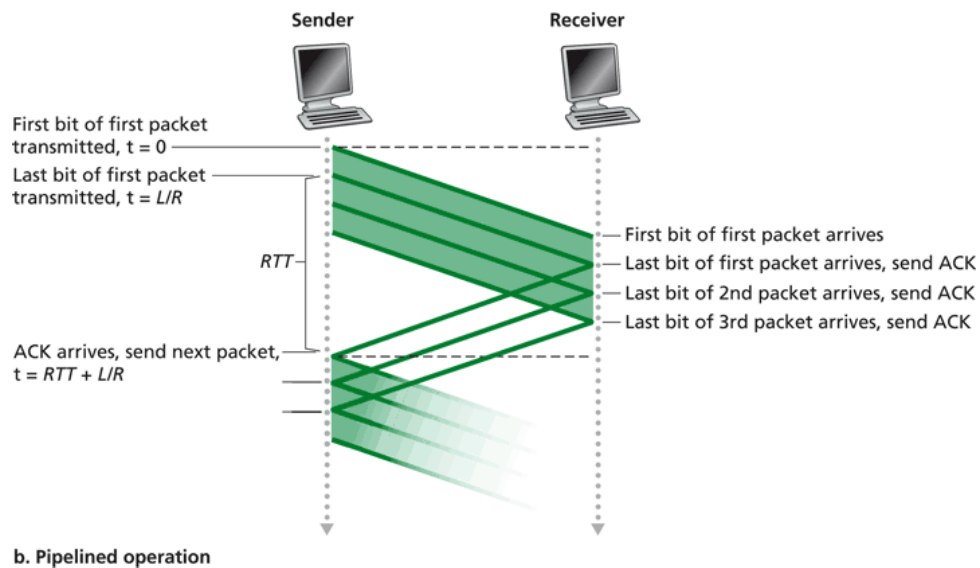 Sender
Receiver
First bit of first packet
transmitted, t = 0
Last bit of first packet
transmitted, t = L/R
RTT
First bit of first packet arrives
Last bit of first packet arrives, send ACK
Last bit of 2nd packet arrives, send ACK
Last bit of 3rd packet arrives, send ACK
ACK arrives, send next packet,
t = RTT + L/R
b. Pipelined operation